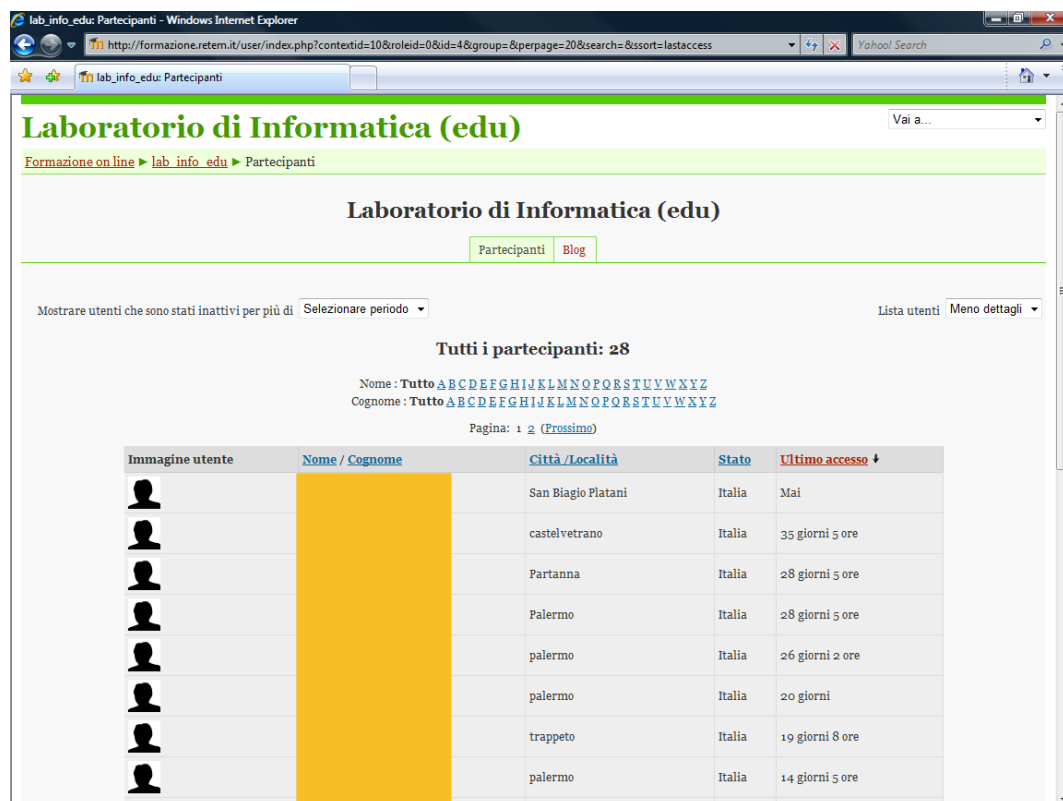 lab_info_edu: Partecipanti - Windows Internet Explorer
http://formazione.retem.it/user/index.php?contextid=10&roleid=0&id=4&group=&perpage=20&search=&ssort=lastaccess
Yahoo! Search
lab_info_edu: Partecipanti
Laboratorio di Informatica (edu)
Vai a...
Formazione on line ► lab_info_edu ► Partecipanti
Laboratorio di Informatica (edu)
Partecipanti Blog
Mostrare utenti che sono stati inattivi per più di Selezionare periodo
Lista utenti Meno dettagli
Tutti i partecipanti: 28
Nome : Tutto A B C D E F G H I J K L M N O P Q R S T U V W X Y Z
Cognome : Tutto A B C D E F G H I J K L M N O P Q R S T U V W X Y Z
Pagina: 1 2 (Prossimo)
Immagine utente Nome / Cognome Città /Località Stato Ultimo accesso
San Biagio Platani Italia Mai
castelvetrano Italia 35 giorni 5 ore
Partanna Italia 28 giorni 5 ore
Palermo Italia 28 giorni 5 ore
palermo Italia 26 giorni 2 ore
palermo Italia 20 giorni
trappeto Italia 19 giorni 8 ore
palermo Italia 14 giorni 5 ore